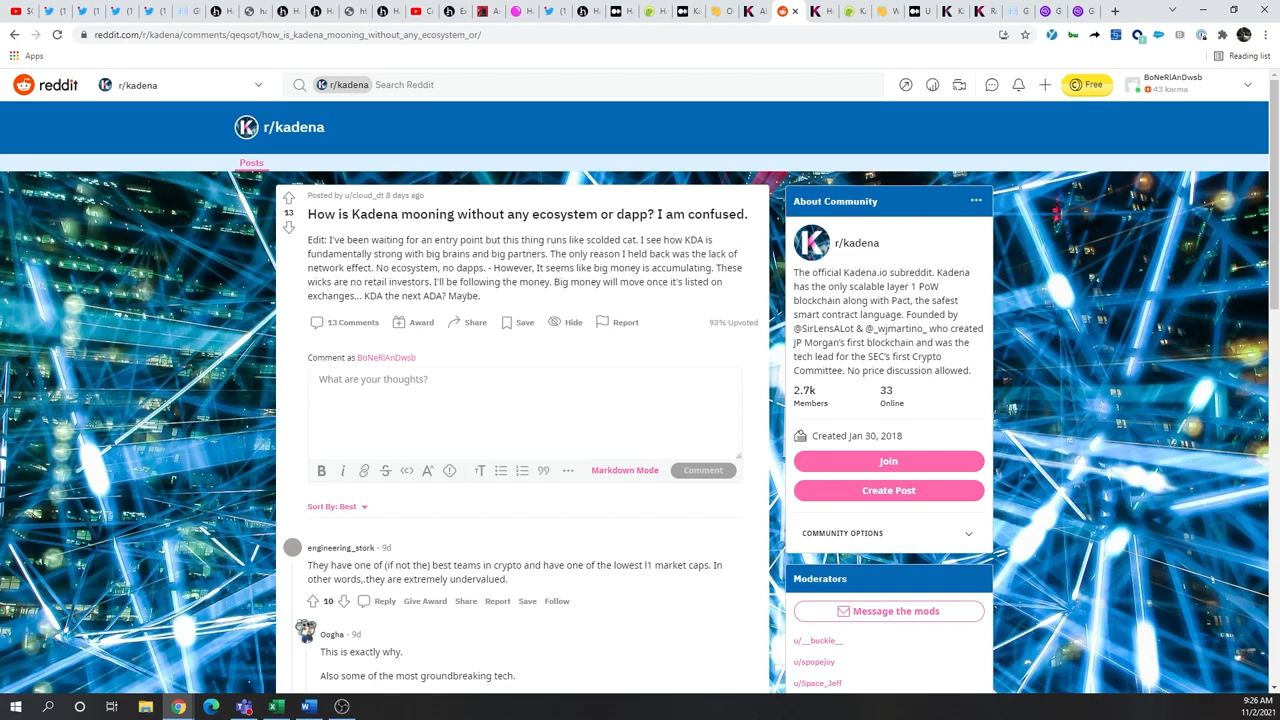 reddit.com/r/kadena/comments/qeqsot/how_is_kadena_mooning_without_any_ecosystem_or/
Apps
Reading list
reddit
r/kadena
r/kadena
Search Reddit
Free
BoNeRlAnDwsb
43 karma
r/kadena
Posts
Posted by u/cloud_dt 8 days ago
13
How is Kadena mooning without any ecosystem or dapp? I am confused.
Edit: I've been waiting for an entry point but this thing runs like scolded cat. I see how KDA is
fundamentally strong with big brains and big partners. The only reason I held back was the lack of
network effect. No ecosystem, no dapps. - However, It seems like big money is accumulating. These
wicks are no retail investors. I'll be following the money. Big money will move once it's listed on
exchanges... KDA the next ADA? Maybe.
13 Comments
Award
Share
Save
Hide
Report
93% Upvoted
Comment as BoNeRlAnDwsb
What are your thoughts?
Markdown Mode
Comment
Sort By: Best
engineering_stork · 9d
They have one of (if not the) best teams in crypto and have one of the lowest l1 market caps. In
other words,.they are extremely undervalued.
10
Reply
Give Award
Share
Report
Save
Follow
Oogha · 9d
This is exactly why.
Also some of the most groundbreaking tech.
About Community
r/kadena
The official Kadena.io subreddit. Kadena
has the only scalable layer 1 PoW
blockchain along with Pact, the safest
smart contract language. Founded by
@SirLensALot & @_wjmartino_ who created
JP Morgan's first blockchain and was the
tech lead for the SEC's first Crypto
Committee. No price discussion allowed.
2.7k
Members
33
Online
Created Jan 30, 2018
Join
Create Post
COMMUNITY OPTIONS
Moderators
Message the mods
u/__buckie__
u/spopejoy
u/Space_Jeff
9:26 AM
11/2/2021